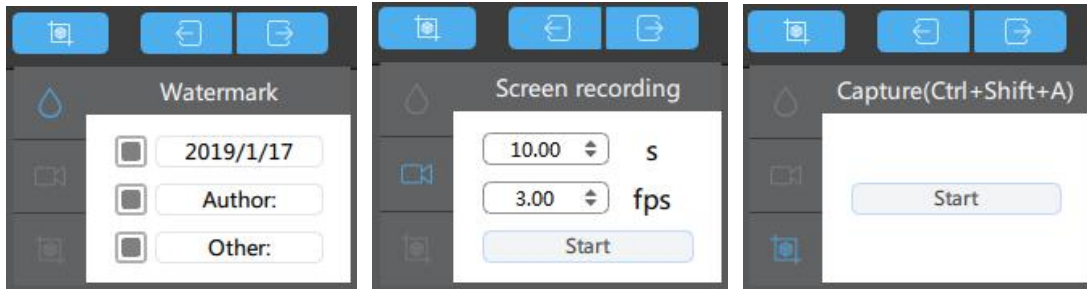 Watermark
2019/1/17
Author:
Other:
Screen recording
10.00 s
3.00 fps
Start
Capture(Ctrl+Shift+A)
Start